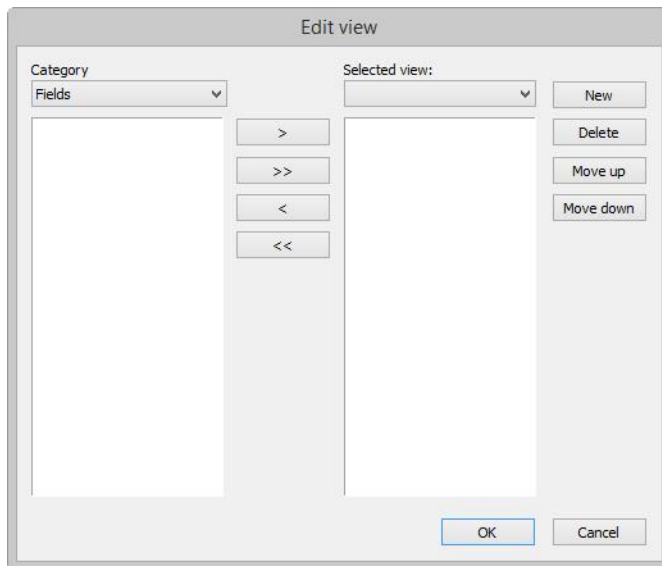 Edit view
Category
Selected view:
Fields
New
>
Delete
>>
Move up
<
Move down
<<
OK
Cancel